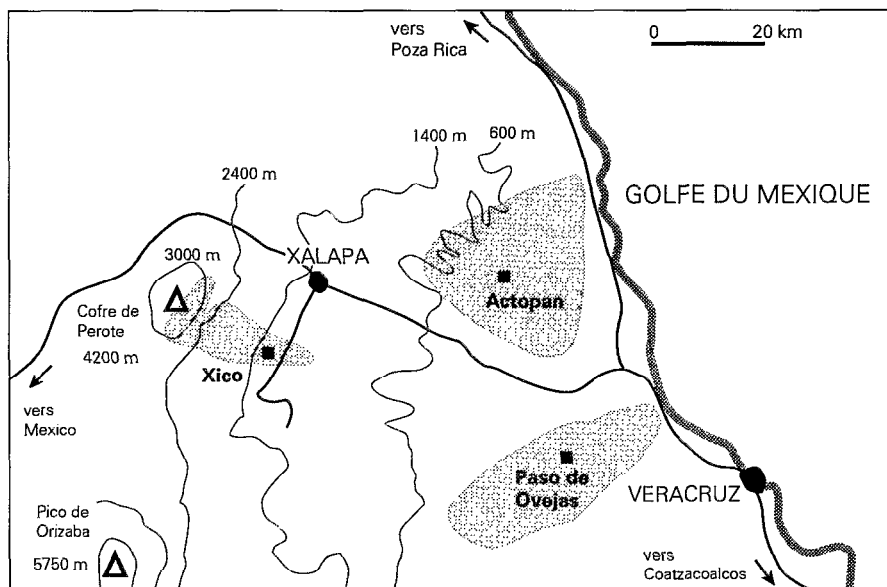 vers
Poza Rica
0 20 km
1400 m
600 m
2400 m
GOLFE DU MEXIQUE
XALAPA
3000 m
Cofre de
Perote
4200 m
Actopan
Xico
vers
Mexico
Paso de
Ovejas
VERACRUZ
Pico de
Orizaba
5750 m
vers
Coatzacoalcos